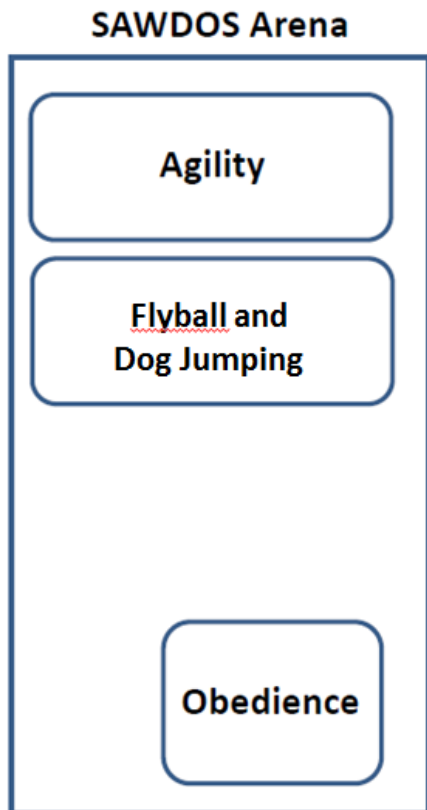 SAWDOS Arena
Agility
Flyball and
Dog Jumping
Obedience